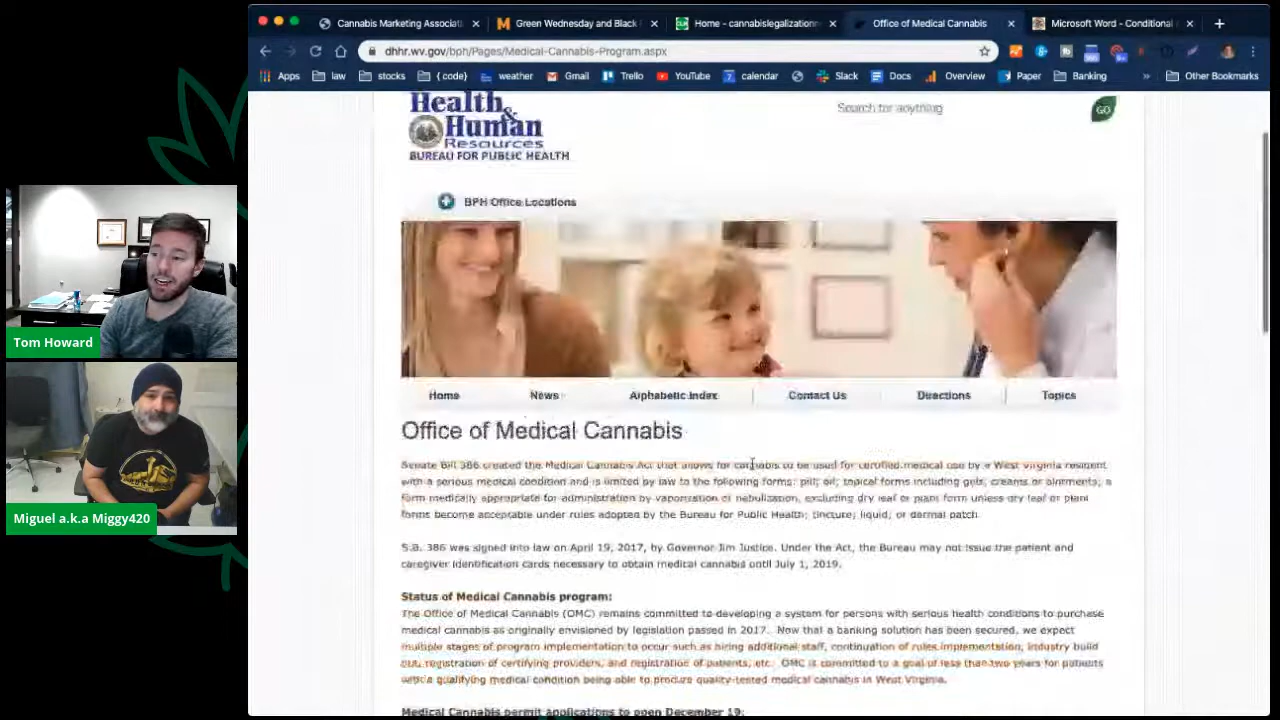 Cannabis Marketing Associati
Green Wednesday and Black
Home - cannabislegalization
Office of Medical Cannabis
Microsoft Word - Conditional
dhhr.wv.gov/bph/Pages/Medical-Cannabis-Program.aspx
Apps law stocks {code} weather Gmail Trello YouTube calendar Slack Docs Overview Paper Banking » Other Bookmarks
Health &
Human
Resources
BUREAU FOR PUBLIC HEALTH
Search for anything
GO
BPH Office Locations
Home News Alphabetic Index Contact Us Directions Topics
Office of Medical Cannabis
Senate Bill 386 created the Medical Cannabis Act that allows for cannabis to be used for certified medical use by a West Virginia resident
with a serious medical condition and is limited by law to the following forms: pill; oil; topical forms including gels, creams or ointments; a
form medically appropriate for administration by vaporization or nebulization, excluding dry leaf or plant form unless dry leaf or plant
forms become acceptable under rules adopted by the Bureau for Public Health; tincture; liquid; or dermal patch.
S.B. 386 was signed into law on April 19, 2017, by Governor Jim Justice. Under the Act, the Bureau may not issue the patient and
caregiver identification cards necessary to obtain medical cannabis until July 1, 2019.
Status of Medical Cannabis program:
The Office of Medical Cannabis (OMC) remains committed to developing a system for persons with serious health conditions to purchase
medical cannabis as originally envisioned by legislation passed in 2017. Now that a banking solution has been secured, we expect
multiple stages of program implementation to occur such as hiring additional staff, continuation of rules implementation, industry build
out, registration of certifying providers, and registration of patients, etc. OMC is committed to a goal of less than two years for patients
with a qualifying medical condition being able to procure quality-tested medical cannabis in West Virginia.
Medical Cannabis permit applications to open December 19:
Tom Howard
Miguel a.k.a Miggy420